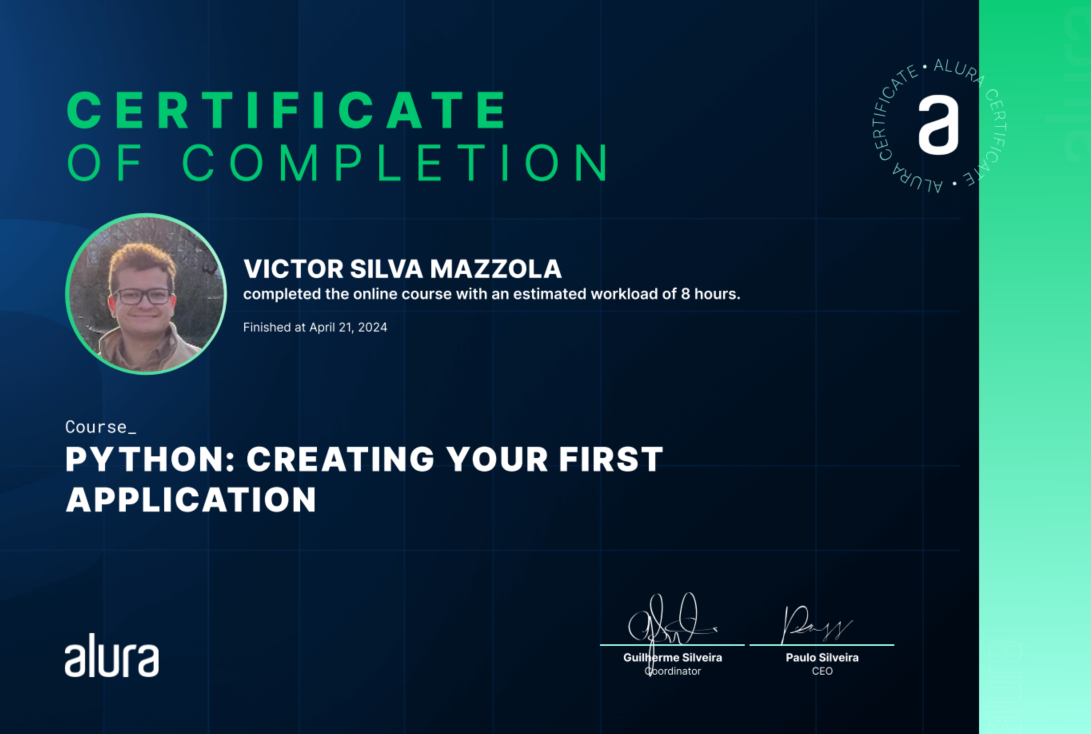 CERTIFICATE
OF COMPLETION
ALURA CERTIFICATE • ALURA CERTIFICATE •
a
VICTOR SILVA MAZZOLA
completed the online course with an estimated workload of 8 hours.
Finished at April 21, 2024
Course_
PYTHON: CREATING YOUR FIRST
APPLICATION
alura
Guilherme Silveira
Coordinator
Paulo Silveira
CEO